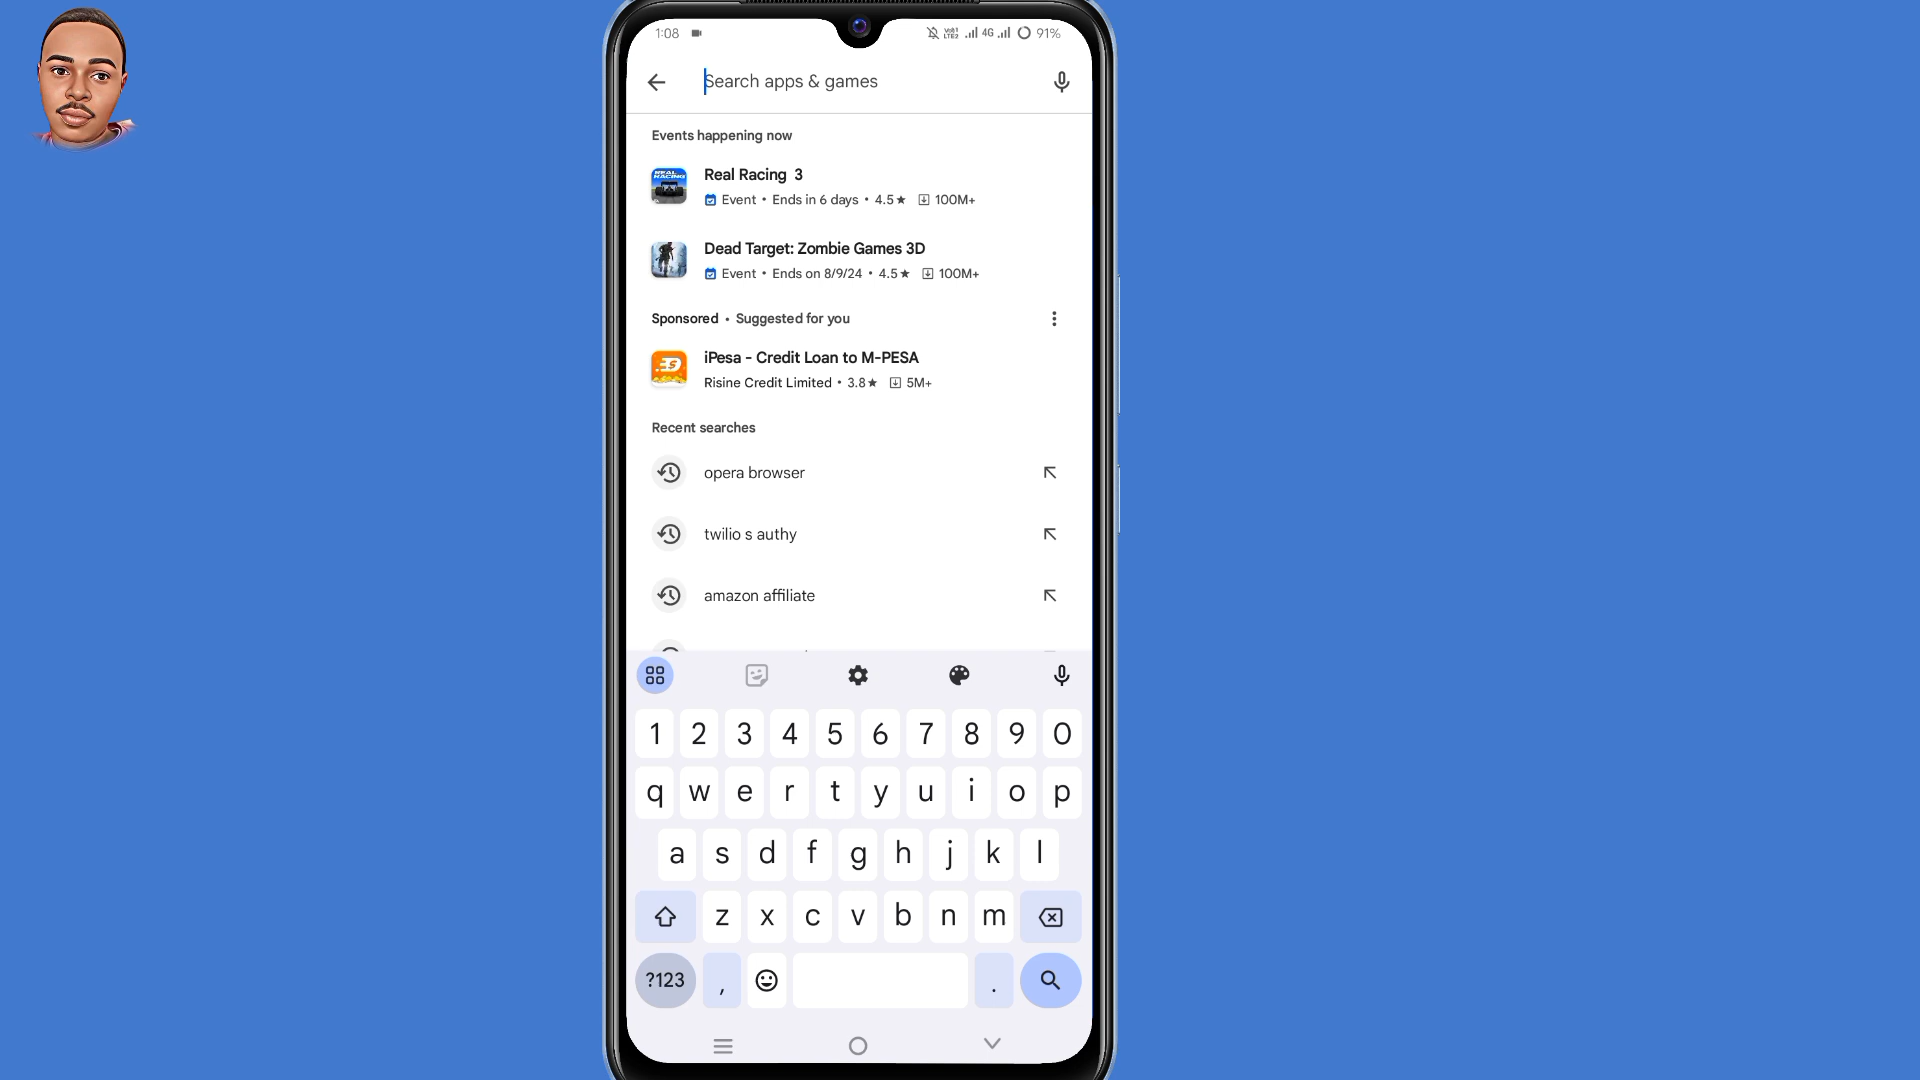 1:08 VoLTE LTE2 4G 91%
Search apps & games
Events happening now
Real Racing 3
Event • Ends in 6 days • 4.5★ 100M+
Dead Target: Zombie Games 3D
Event • Ends on 8/9/24 • 4.5★ 100M+
Sponsored • Suggested for you
iPesa - Credit Loan to M-PESA
Risine Credit Limited • 3.8★ 5M+
Recent searches
opera browser
twilio s authy
amazon affiliate
1 2 3 4 5 6 7 8 9 0
q w e r t y u i o p
a s d f g h j k l
z x c v b n m
?123 , .